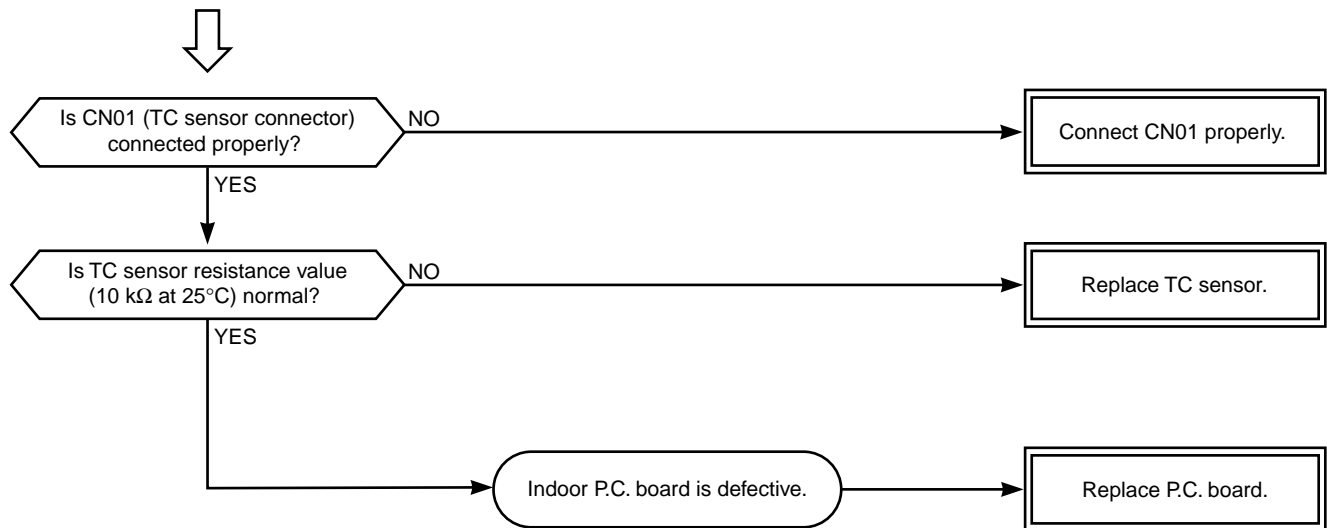 Is CN01 (TC sensor connector)
connected properly?
NO
Connect CN01 properly.
YES
Is TC sensor resistance value
(10 kΩ at 25°C) normal?
NO
Replace TC sensor.
YES
Indoor P.C. board is defective.
Replace P.C. board.